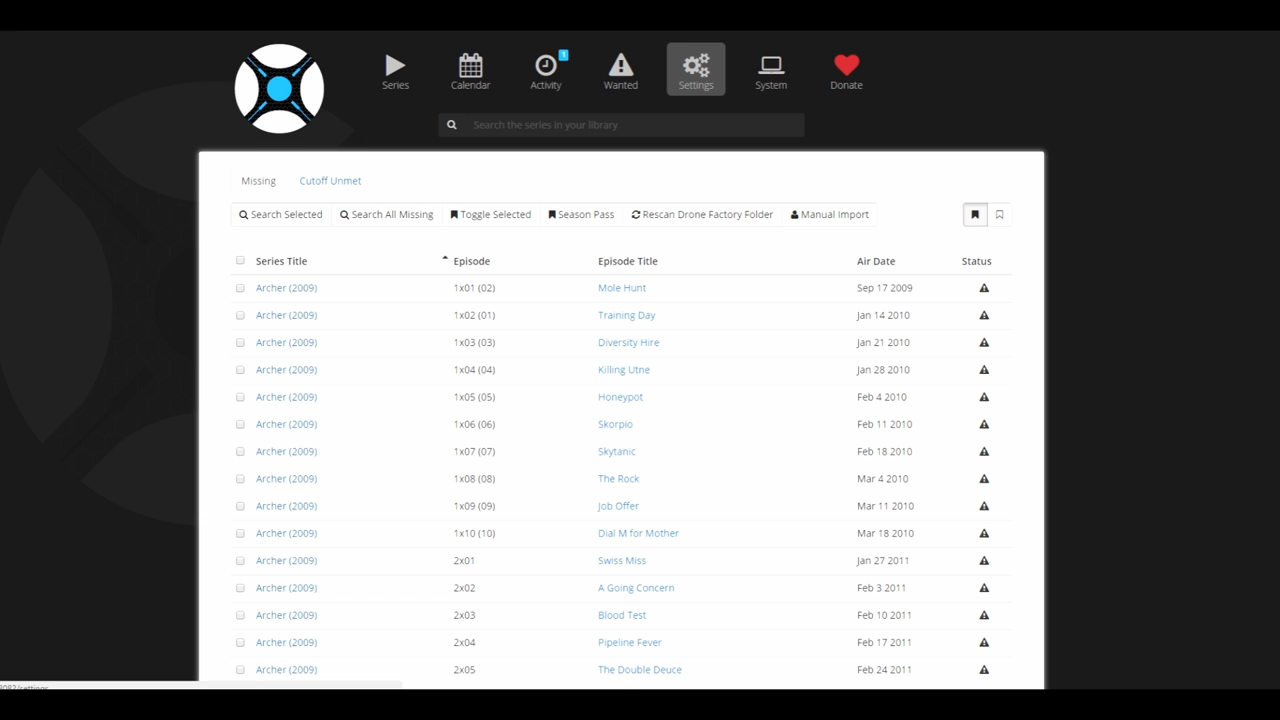 Series Calendar Activity 1 Wanted Settings System Donate
Search the series in your library
Missing Cutoff Unmet
Search Selected Search All Missing Toggle Selected Season Pass Rescan Drone Factory Folder Manual Import
Series Title Episode Episode Title Air Date Status
Archer (2009) 1x01 (02) Mole Hunt Sep 17 2009
Archer (2009) 1x02 (01) Training Day Jan 14 2010
Archer (2009) 1x03 (03) Diversity Hire Jan 21 2010
Archer (2009) 1x04 (04) Killing Utne Jan 28 2010
Archer (2009) 1x05 (05) Honeypot Feb 4 2010
Archer (2009) 1x06 (06) Skorpio Feb 11 2010
Archer (2009) 1x07 (07) Skytanic Feb 18 2010
Archer (2009) 1x08 (08) The Rock Mar 4 2010
Archer (2009) 1x09 (09) Job Offer Mar 11 2010
Archer (2009) 1x10 (10) Dial M for Mother Mar 18 2010
Archer (2009) 2x01 Swiss Miss Jan 27 2011
Archer (2009) 2x02 A Going Concern Feb 3 2011
Archer (2009) 2x03 Blood Test Feb 10 2011
Archer (2009) 2x04 Pipeline Fever Feb 17 2011
Archer (2009) 2x05 The Double Deuce Feb 24 2011